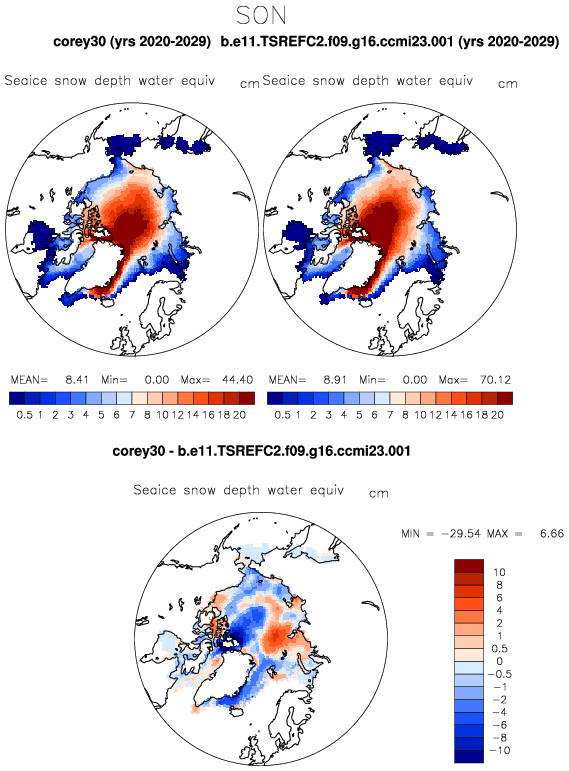 SON
corey30 (yrs 2020-2029) b.e11.TSREFC2.f09.g16.ccmi23.001 (yrs 2020-2029)
Seaice snow depth water equiv cm Seaice snow depth water equiv cm
MEAN= 8.41 Min= 0.00 Max= 44.40 MEAN= 8.91 Min= 0.00 Max= 70.12
0.5 1 2 3 4 5 6 7 8 10 12 14 16 18 20 0.5 1 2 3 4 5 6 7 8 10 12 14 16 18 20
corey30 - b.e11.TSREFC2.f09.g16.ccmi23.001
Seaice snow depth water equiv cm
MIN = -29.54 MAX = 6.66
10
8
6
4
2
1
0.5
0
-0.5
-1
-2
-4
-6
-8
-10